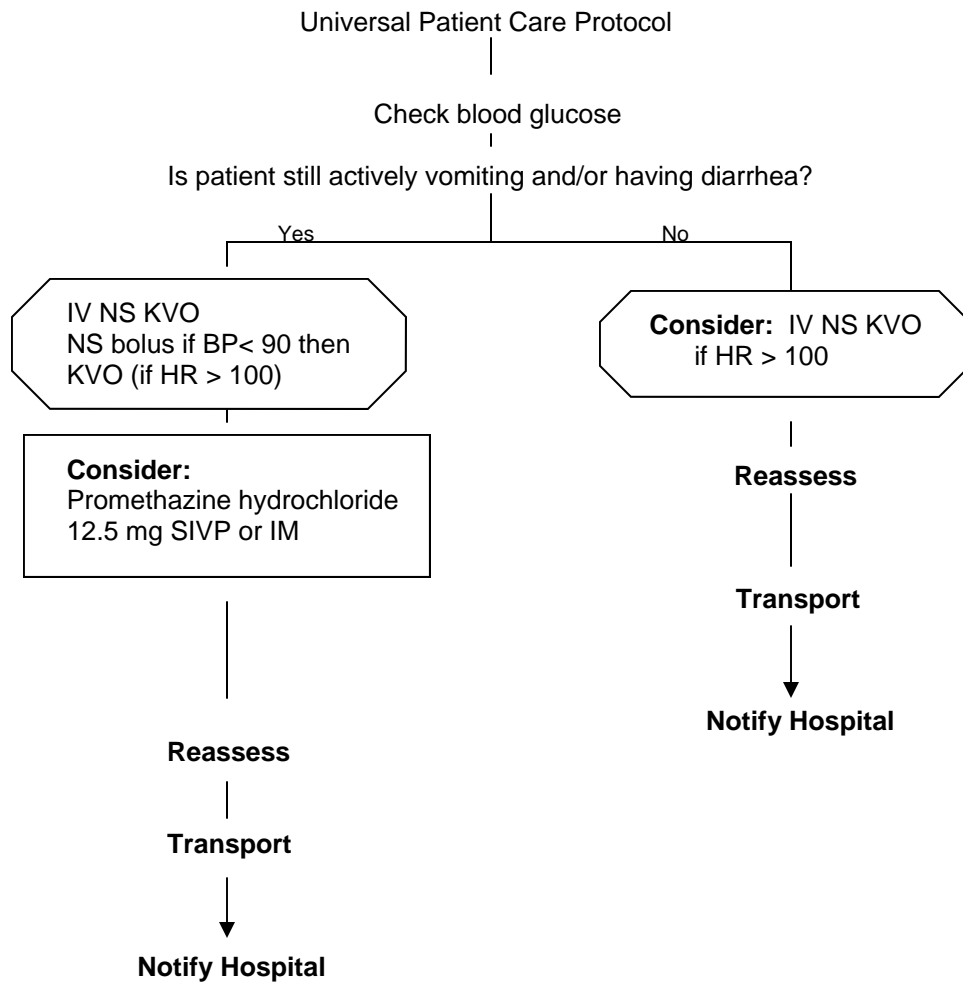 Universal Patient Care Protocol
Check blood glucose
Is patient still actively vomiting and/or having diarrhea?
Yes
No
IV NS KVO
NS bolus if BP< 90 then
KVO (if HR > 100)
Consider:
Promethazine hydrochloride
12.5 mg SIVP or IM
Reassess
Transport
Notify Hospital
Consider: IV NS KVO
if HR > 100
Reassess
Transport
Notify Hospital